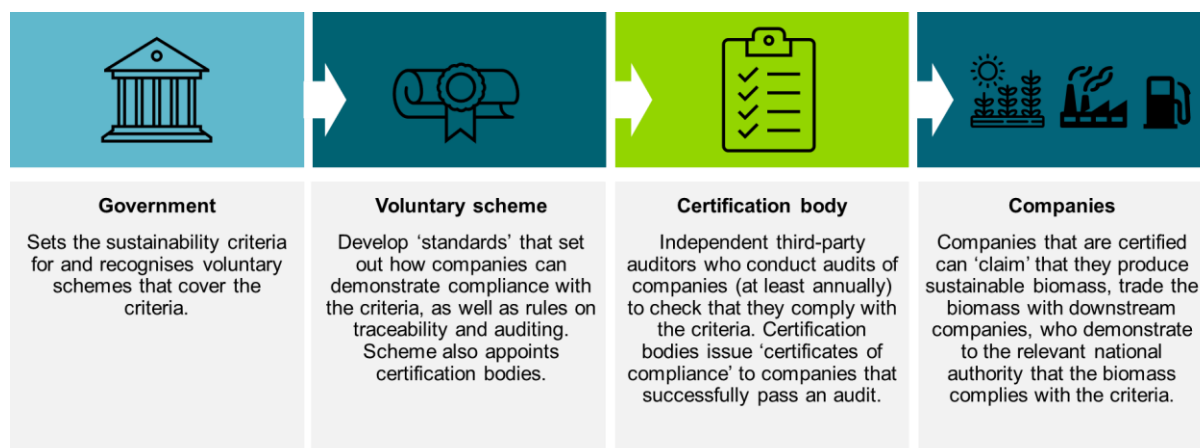 Government
Sets the sustainability criteria
for and recognises voluntary
schemes that cover the
criteria.
Voluntary scheme
Develop ‘standards’ that set
out how companies can
demonstrate compliance with
the criteria, as well as rules on
traceability and auditing.
Scheme also appoints
certification bodies.
Certification body
Independent third-party
auditors who conduct audits of
companies (at least annually)
to check that they comply with
the criteria. Certification
bodies issue ‘certificates of
compliance’ to companies that
successfully pass an audit.
Companies
Companies that are certified
can ‘claim’ that they produce
sustainable biomass, trade the
biomass with downstream
companies, who demonstrate
to the relevant national
authority that the biomass
complies with the criteria.